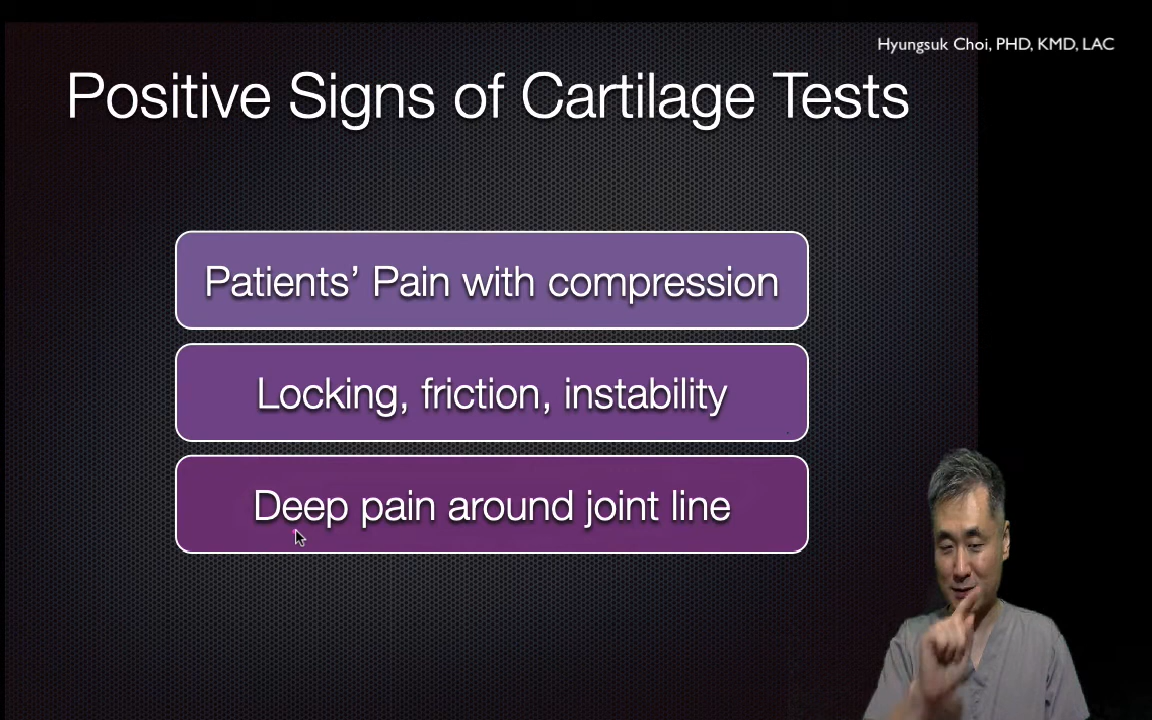 Hyungsuk Choi, PHD, KMD, LAC
Positive Signs of Cartilage Tests
Patients’ Pain with compression
Locking, friction, instability
Deep pain around joint line